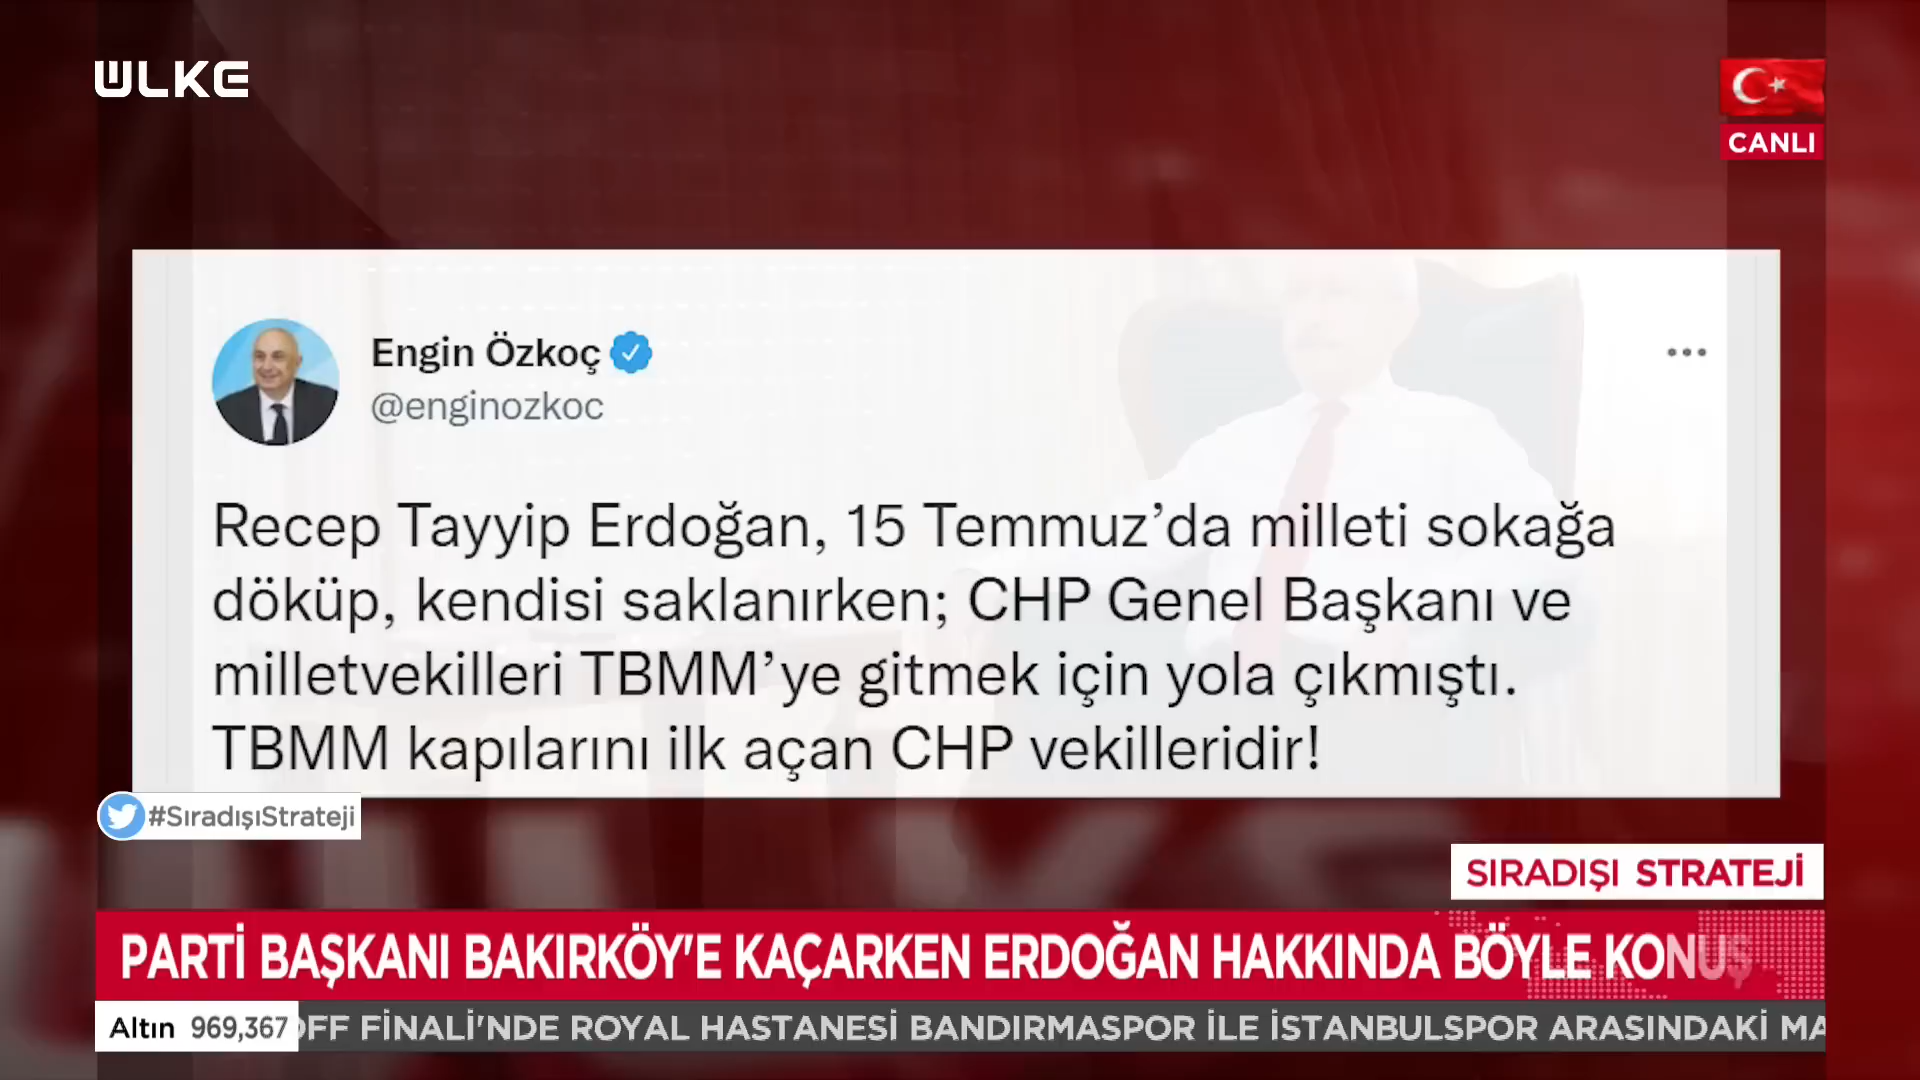 ÜLKE
CANLI
Engin Özkoç
@enginozkoc
Recep Tayyip Erdoğan, 15 Temmuz’da milleti sokağa
döküp, kendisi saklanırken; CHP Genel Başkanı ve
milletvekilleri TBMM’ye gitmek için yola çıkmıştı.
TBMM kapılarını ilk açan CHP vekilleridir!
#SıradışıStrateji
SIRADIŞI STRATEJİ
PARTİ BAŞKANI BAKIRKÖY'E KAÇARKEN ERDOĞAN HAKKINDA BÖYLE KONUŞ
Altın 969,367
FİNALİ'NDE ROYAL HASTANESİ BANDIRMASPOR İLE İSTANBULSPOR ARASINDAKİ